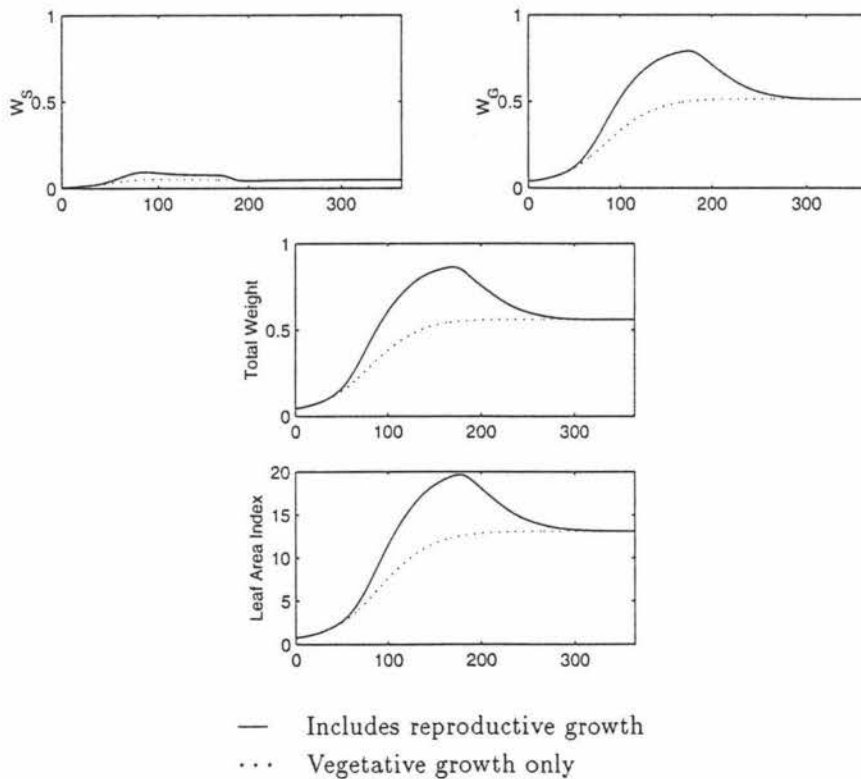 1
W_S
0.5
0
0 100 200 300
1
W_G
0.5
0
0 100 200 300
1
Total Weight
0.5
0
0 100 200 300
20
15
Leaf Area Index
10
5
0
0 100 200 300
— Includes reproductive growth
··· Vegetative growth only